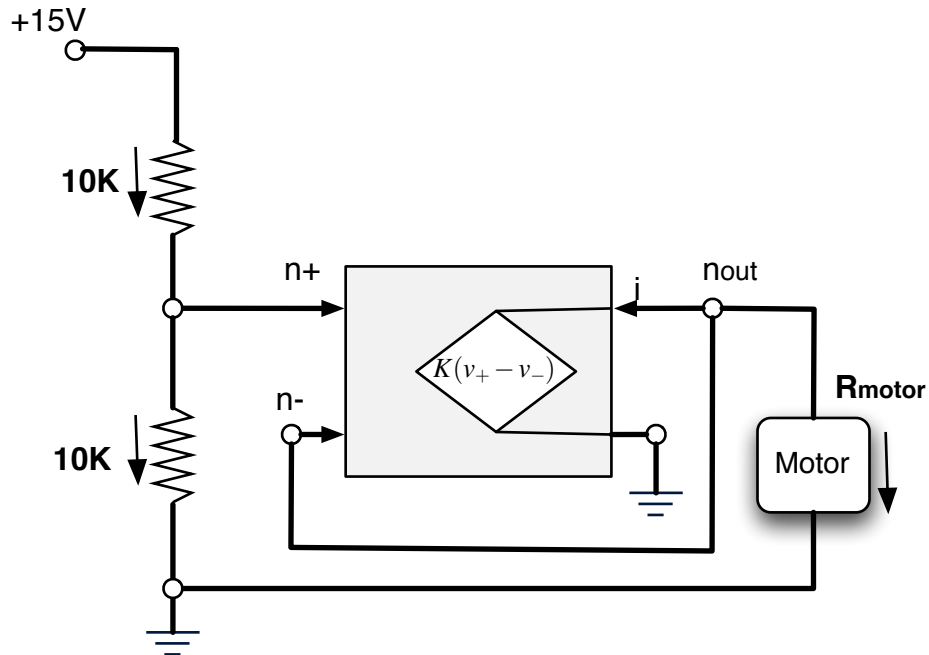 +15V
10K
n+
nout
i
K(v₊ − v₋)
Rmotor
n-
10K
Motor